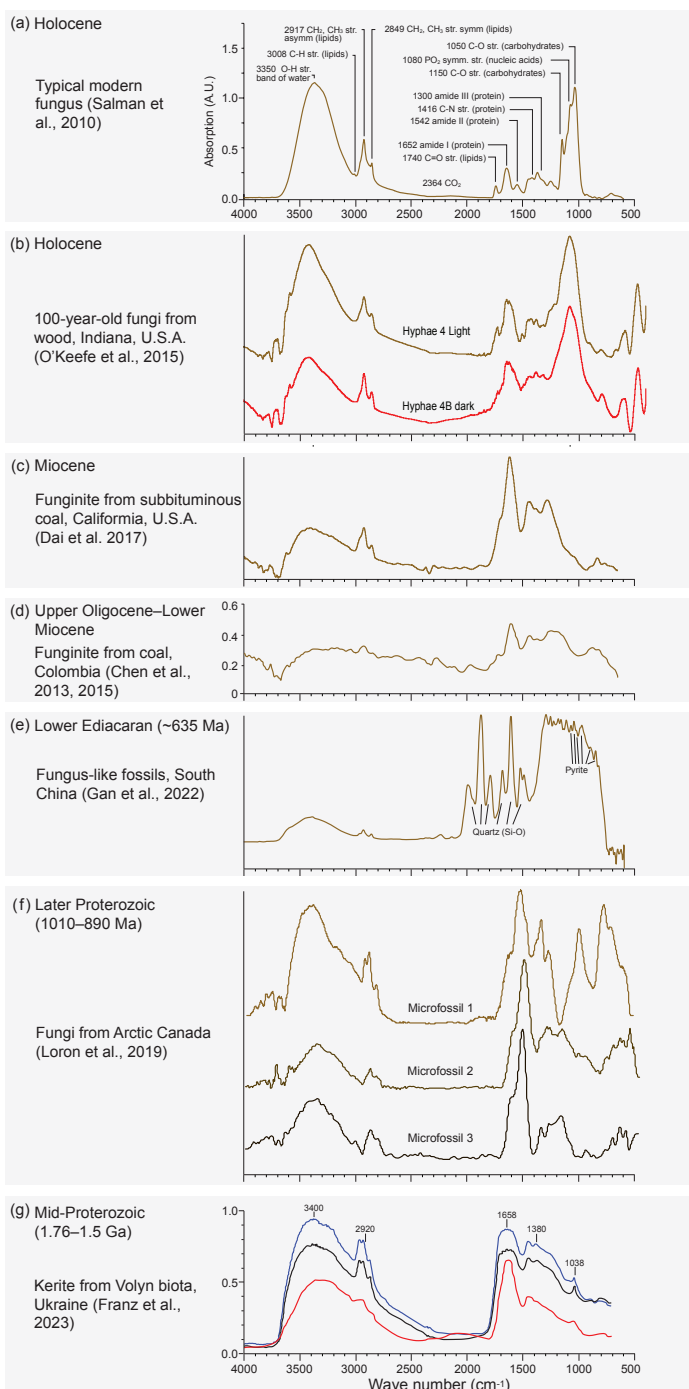 (a) Holocene
Typical modern
fungus (Salman et
al., 2010)
Absorption (A.U.)
1.5
1.0
0.5
0.0
2917 CH₂, CH₃ str.
asymm (lipids)
2849 CH₂, CH₃ str. symm (lipids)
3008 C-H str. (lipids)
3350 O-H str.
band of water
1050 C-O str. (carbohydrates)
1080 PO₂ symm. str. (nucleic acids)
1150 C-O str. (carbohydrates)
1300 amide III (protein)
1416 C-N str. (protein)
1542 amide II (protein)
1652 amide I (protein)
1740 C=O str. (lipids)
2364 CO₂
4000 3500 3000 2500 2000 1500 1000 500
(b) Holocene
100-year-old fungi from
wood, Indiana, U.S.A.
(O'Keefe et al., 2015)
Hyphae 4 Light
Hyphae 4B dark
(c) Miocene
Funginite from subbituminous
coal, Califormia, U.S.A.
(Dai et al. 2017)
(d) Upper Oligocene–Lower
Miocene
Funginite from coal,
Colombia (Chen et al.,
2013, 2015)
0.6
0.4
0.2
0
(e) Lower Ediacaran (~635 Ma)
Fungus-like fossils, South
China (Gan et al., 2022)
Pyrite
Quartz (Si-O)
(f) Later Proterozoic
(1010–890 Ma)
Fungi from Arctic Canada
(Loron et al., 2019)
Microfossil 1
Microfossil 2
Microfossil 3
(g) Mid-Proterozoic
(1.76–1.5 Ga)
Kerite from Volyn biota,
Ukraine (Franz et al.,
2023)
1.0
0.5
0.0
3400
2920
1658
1380
1038
4000 3500 3000 2500 2000 1500 1000 500
Wave number (cm⁻¹)